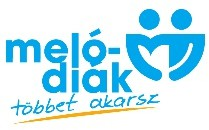 meló-
diák
többet akarsz